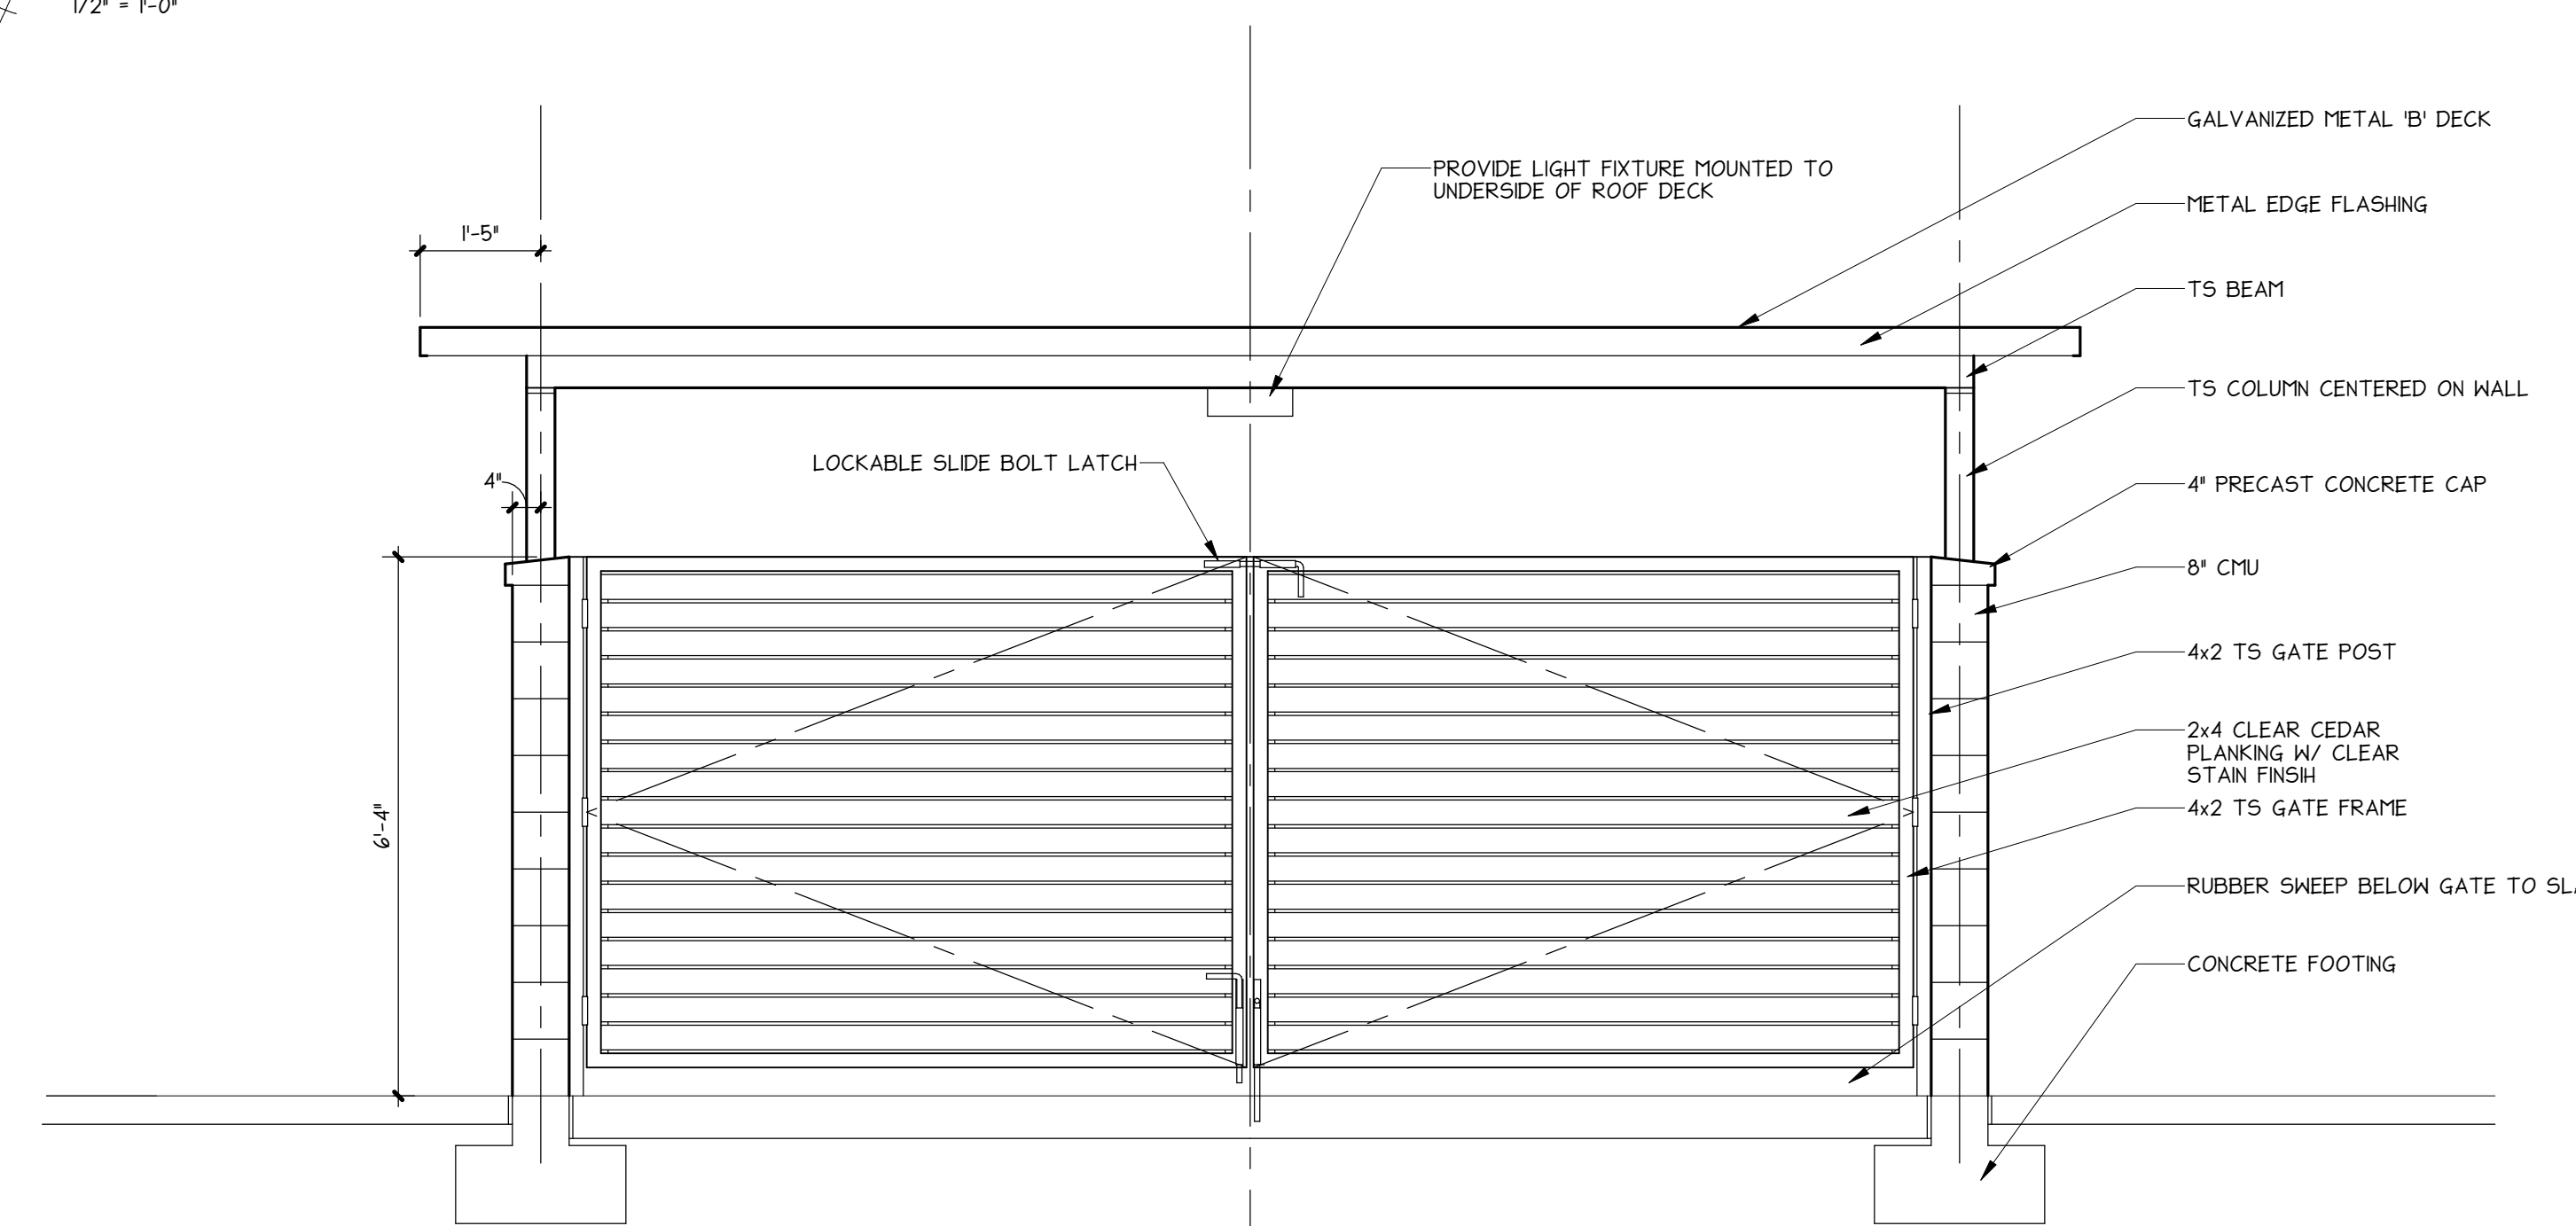 1/2" = 1'-0"
GALVANIZED METAL 'B' DECK
PROVIDE LIGHT FIXTURE MOUNTED TO
UNDERSIDE OF ROOF DECK
METAL EDGE FLASHING
1'-5"
TS BEAM
TS COLUMN CENTERED ON WALL
LOCKABLE SLIDE BOLT LATCH
4"
4" PRECAST CONCRETE CAP
8" CMU
4x2 TS GATE POST
2x4 CLEAR CEDAR
PLANKING W/ CLEAR
STAIN FINSIH
6'-4"
4x2 TS GATE FRAME
RUBBER SWEEP BELOW GATE TO
CONCRETE FOOTING